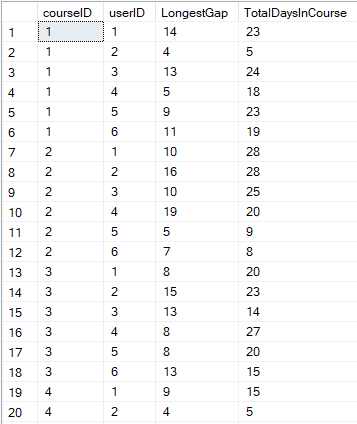 courseID userID LongestGap TotalDaysInCourse
1 1 1 14 23
2 1 2 4 5
3 1 3 13 24
4 1 4 5 18
5 1 5 9 23
6 1 6 11 19
7 2 1 10 28
8 2 2 16 28
9 2 3 10 25
10 2 4 19 20
11 2 5 5 9
12 2 6 7 8
13 3 1 8 20
14 3 2 15 23
15 3 3 13 14
16 3 4 8 27
17 3 5 8 20
18 3 6 13 15
19 4 1 9 15
20 4 2 4 5